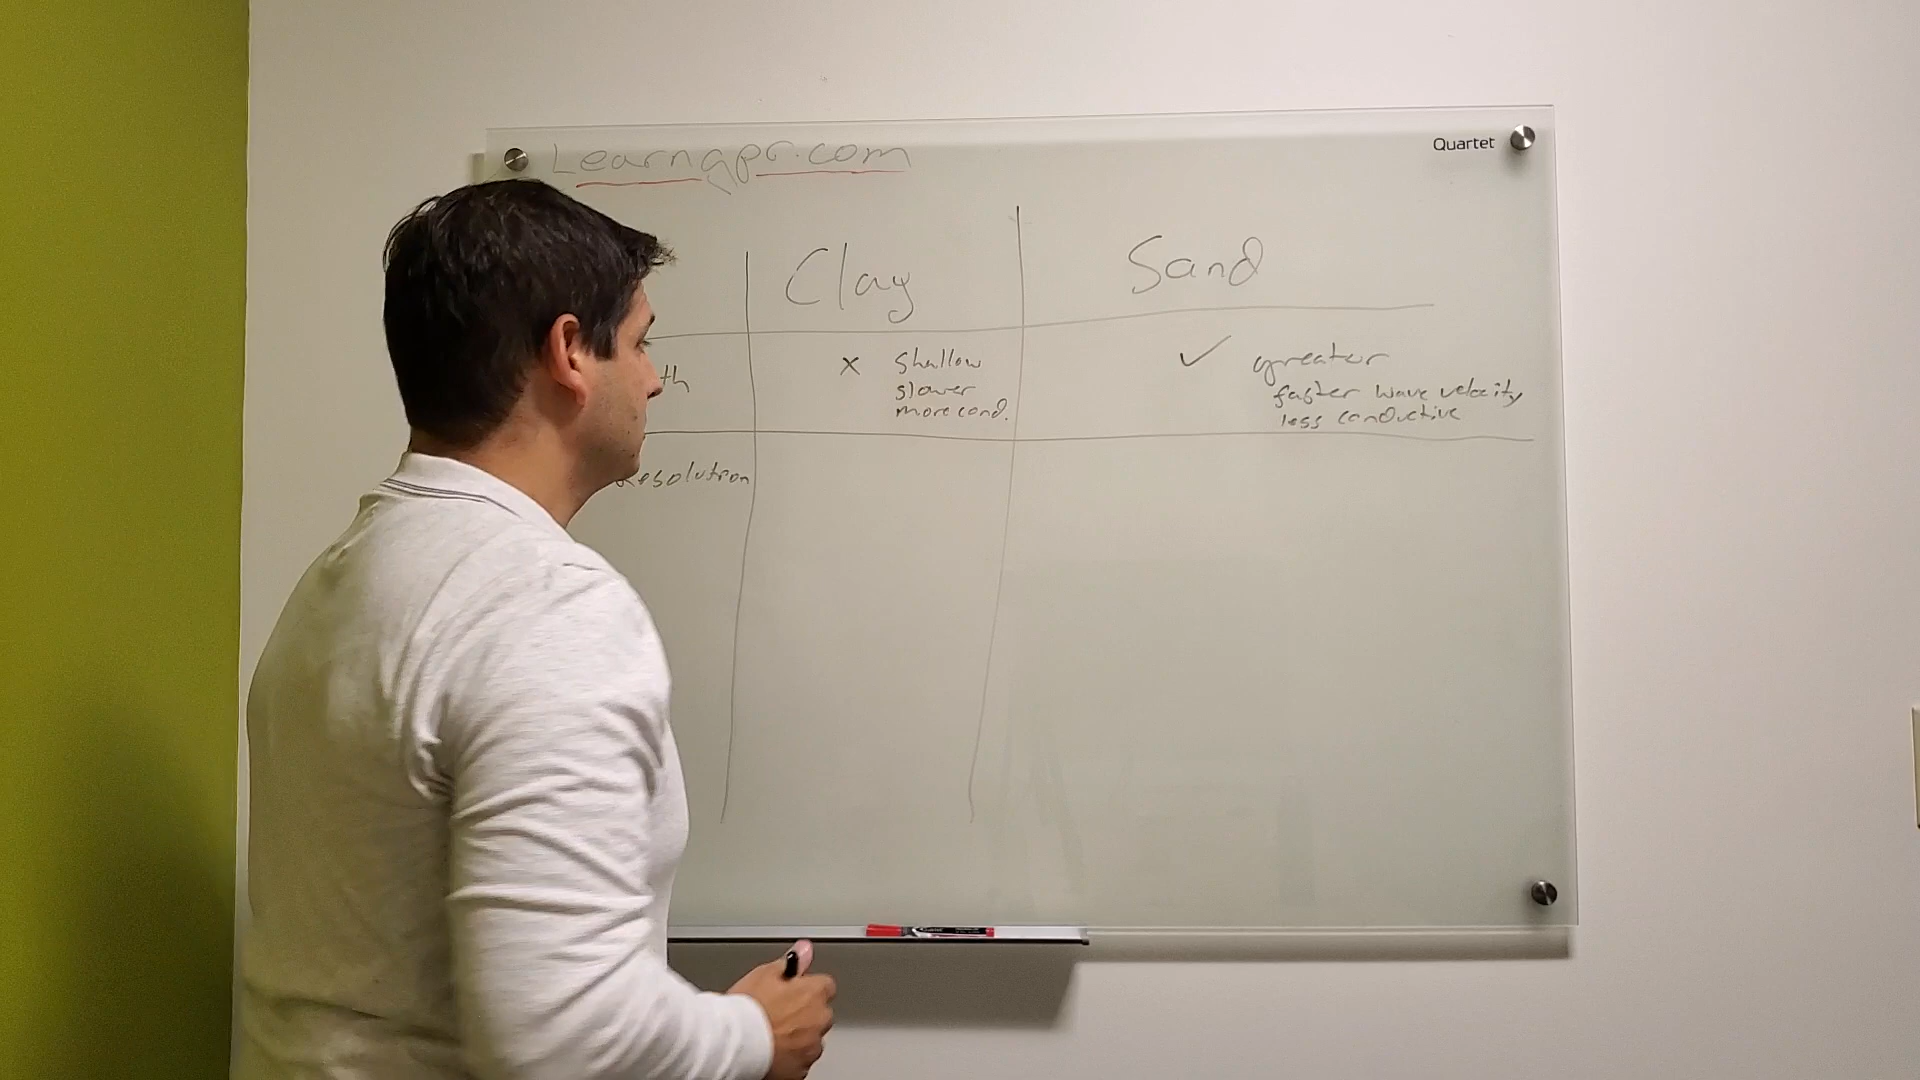 Learngpr.com
Quartet
Clay
Sand
th
x shallow
slower
more cond.
✓ greater
faster wave velocity
less conductive
Resolution